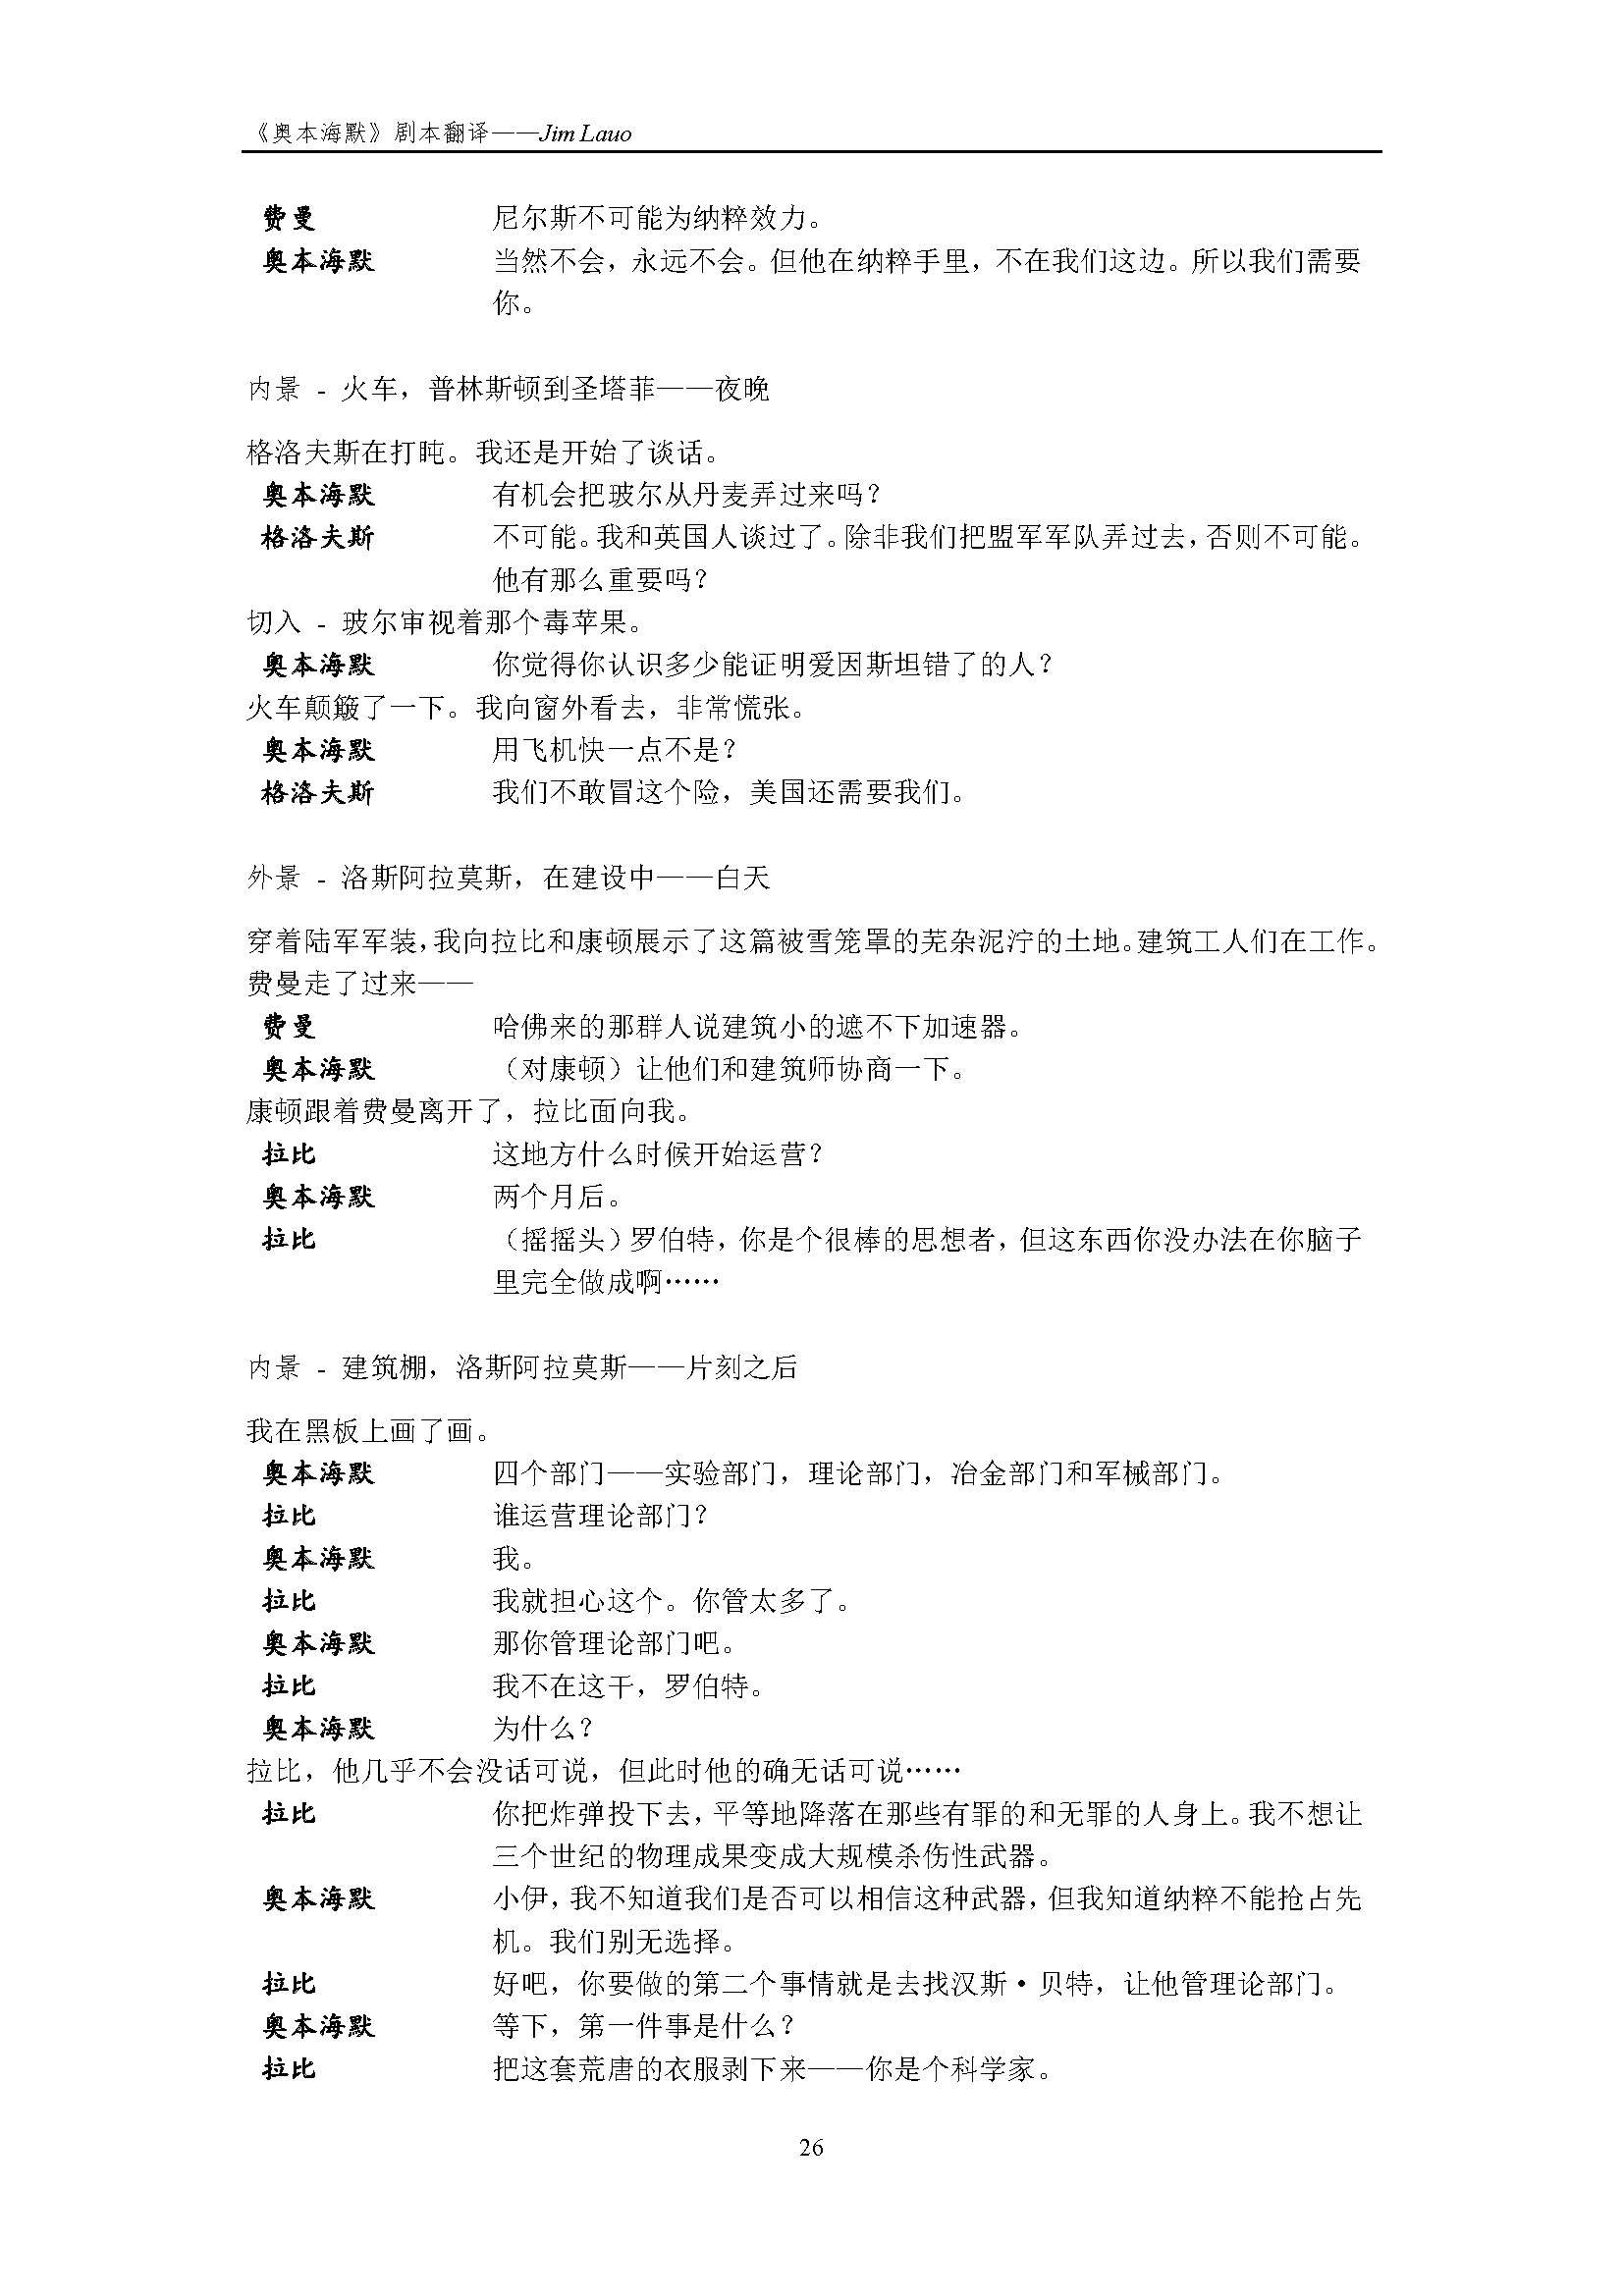 《奥本海默》剧本翻译——Jim Lauo
费曼 尼尔斯不可能为纳粹效力。
奥本海默 当然不会，永远不会。但他在纳粹手里，不在我们这边。所以我们需要
你。
内景 - 火车，普林斯顿到圣塔菲——夜晚
格洛夫斯在打盹。我还是开始了谈话。
奥本海默 有机会把玻尔从丹麦弄过来吗？
格洛夫斯 不可能。我和英国人谈过了。除非我们把盟军军队弄过去，否则不可能。
他有那么重要吗？
切入 - 玻尔审视着那个毒苹果。
奥本海默 你觉得你认识多少能证明爱因斯坦错了的人？
火车颠簸了一下。我向窗外看去，非常慌张。
奥本海默 用飞机快一点不是？
格洛夫斯 我们不敢冒这个险，美国还需要我们。
外景 - 洛斯阿拉莫斯，在建设中——白天
穿着陆军军装，我向拉比和康顿展示了这篇被雪笼罩的芜杂泥泞的土地。建筑工人们在工作。
费曼走了过来——
费曼 哈佛来的那群人说建筑小的遮不下加速器。
奥本海默 （对康顿）让他们和建筑师协商一下。
康顿跟着费曼离开了，拉比面向我。
拉比 这地方什么时候开始运营？
奥本海默 两个月后。
拉比 （摇摇头）罗伯特，你是个很棒的思想者，但这东西你没办法在你脑子
里完全做成啊……
内景 - 建筑棚，洛斯阿拉莫斯——片刻之后
我在黑板上画了画。
奥本海默 四个部门——实验部门，理论部门，冶金部门和军械部门。
拉比 谁运营理论部门？
奥本海默 我。
拉比 我就担心这个。你管太多了。
奥本海默 那你管理论部门吧。
拉比 我不在这干，罗伯特。
奥本海默 为什么？
拉比，他几乎不会没话可说，但此时他的确无话可说……
拉比 你把炸弹投下去，平等地降落在那些有罪的和无罪的人身上。我不想让
三个世纪的物理成果变成大规模杀伤性武器。
奥本海默 小伊，我不知道我们是否可以相信这种武器，但我知道纳粹不能抢占先
机。我们别无选择。
拉比 好吧，你要做的第二个事情就是去找汉斯·贝特，让他管理论部门。
奥本海默 等下，第一件事是什么？
拉比 把这套荒唐的衣服剥下来——你是个科学家。
26